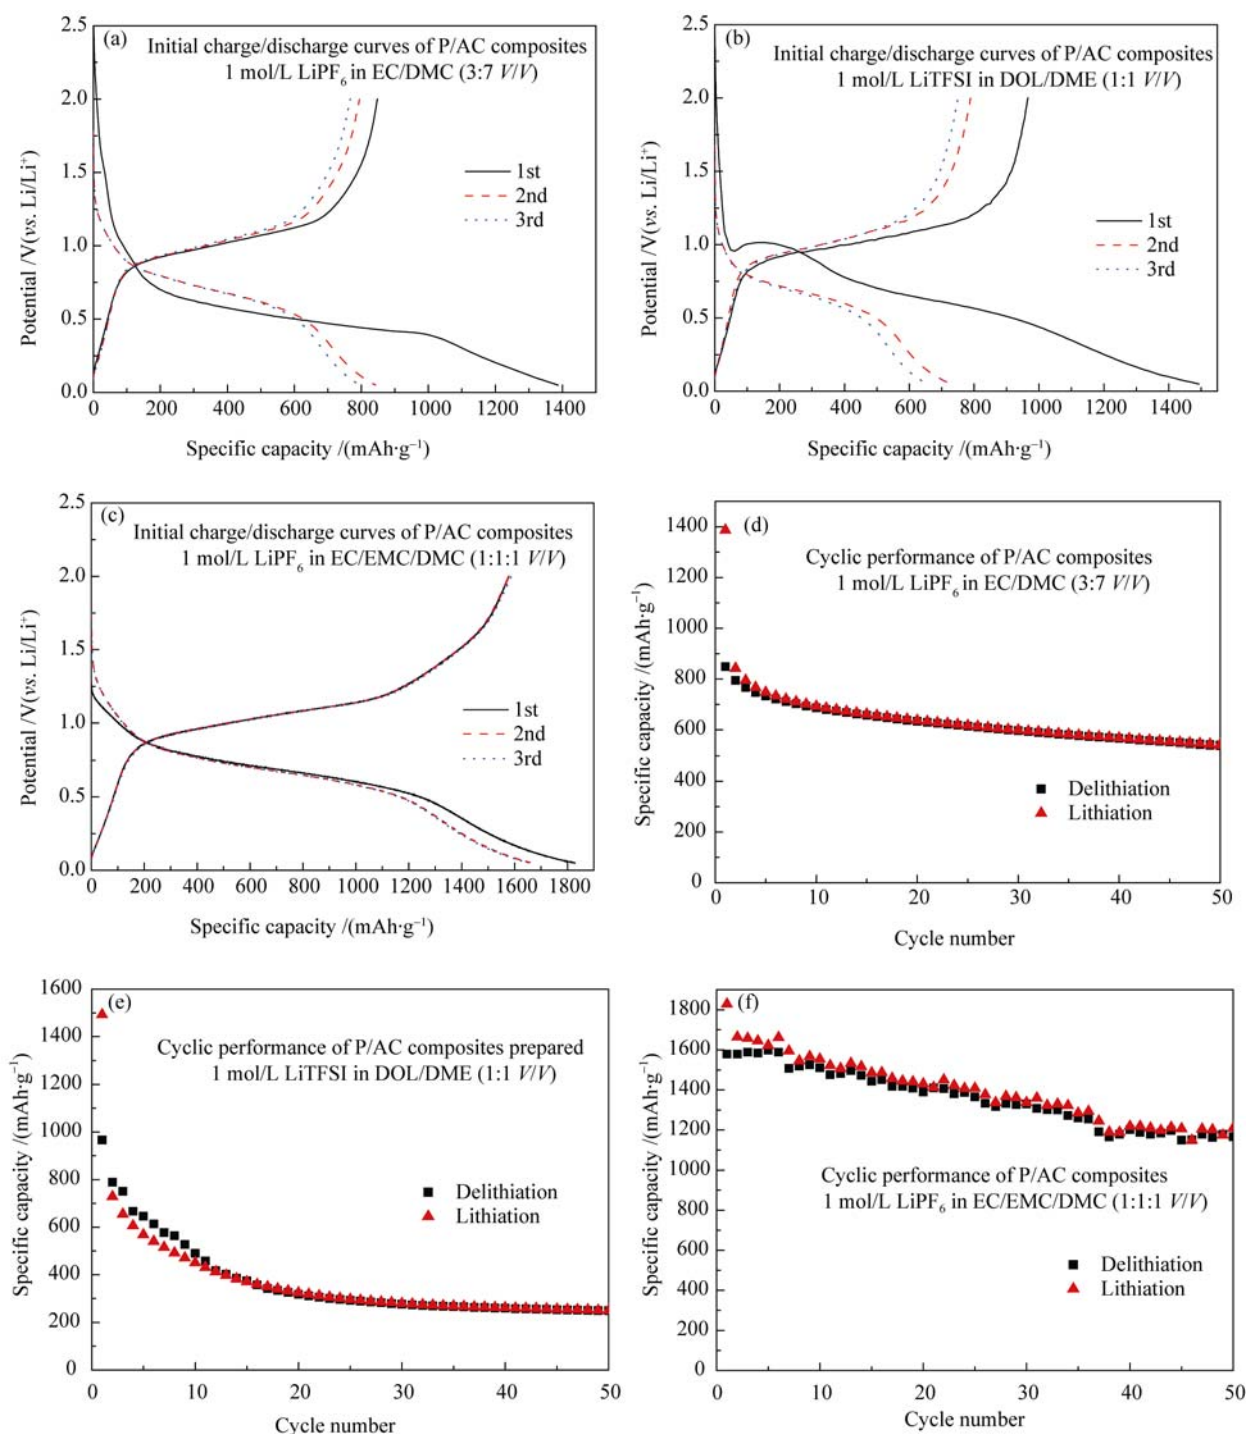 (a)
Initial charge/discharge curves of P/AC composites
1 mol/L LiPF6 in EC/DMC (3:7 V/V)
1st
2nd
3rd
Potential /V(vs. Li/Li+)
2.5
2.0
1.5
1.0
0.5
0.0
0 200 400 600 800 1000 1200 1400
Specific capacity /(mAh·g−1)
(b)
Initial charge/discharge curves of P/AC composites
1 mol/L LiTFSI in DOL/DME (1:1 V/V)
1st
2nd
3rd
Potential /V(vs. Li/Li+)
2.5
2.0
1.5
1.0
0.5
0.0
0 200 400 600 800 1000 1200 1400
Specific capacity /(mAh·g−1)
(c)
Initial charge/discharge curves of P/AC composites
1 mol/L LiPF6 in EC/EMC/DMC (1:1:1 V/V)
1st
2nd
3rd
Potential /V(vs. Li/Li+)
2.5
2.0
1.5
1.0
0.5
0.0
0 200 400 600 800 1000 1200 1400 1600 1800
Specific capacity /(mAh·g−1)
(d)
Cyclic performance of P/AC composites
1 mol/L LiPF6 in EC/DMC (3:7 V/V)
Delithiation
Lithiation
Specific capacity /(mAh·g−1)
1400
1200
1000
800
600
400
200
0
0 10 20 30 40 50
Cycle number
(e)
Cyclic performance of P/AC composites prepared
1 mol/L LiTFSI in DOL/DME (1:1 V/V)
Delithiation
Lithiation
Specific capacity /(mAh·g−1)
1600
1400
1200
1000
800
600
400
200
0
0 10 20 30 40 50
Cycle number
(f)
Cyclic performance of P/AC composites
1 mol/L LiPF6 in EC/EMC/DMC (1:1:1 V/V)
Delithiation
Lithiation
Specific capacity /(mAh·g−1)
1800
1600
1400
1200
1000
800
600
400
200
0
0 10 20 30 40 50
Cycle number